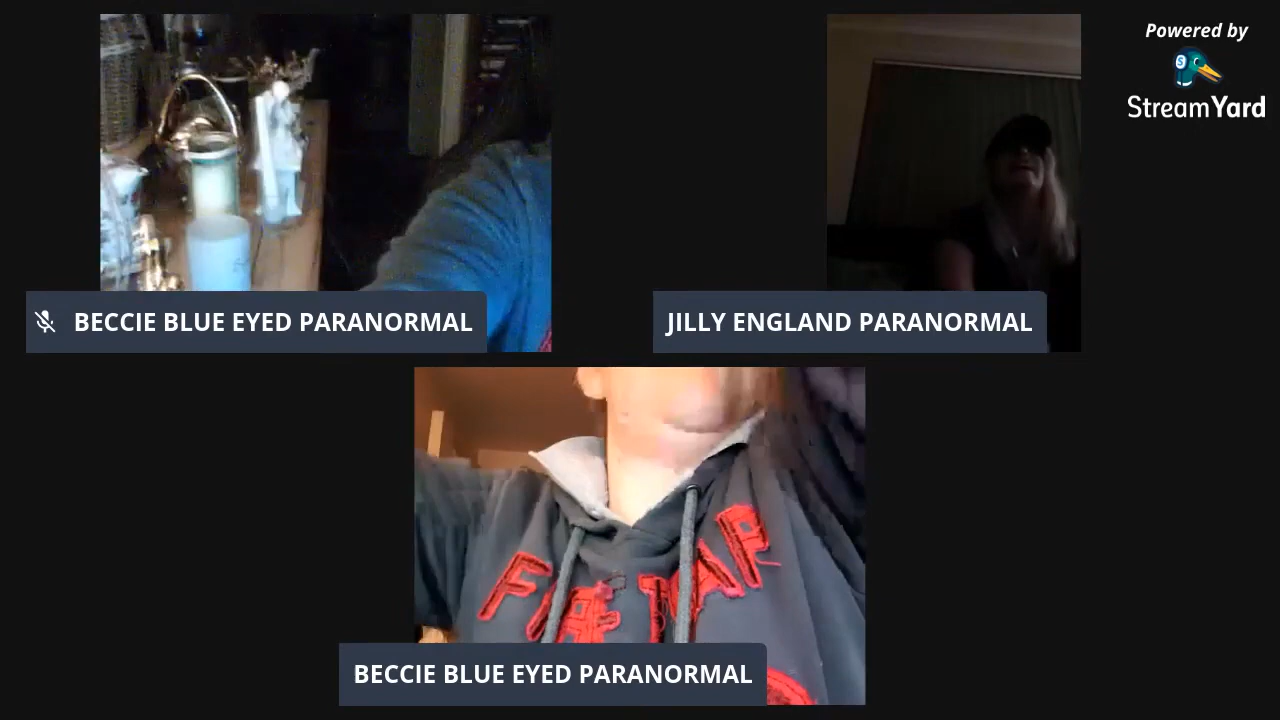 Powered by
StreamYard
BECCIE BLUE EYED PARANORMAL
JILLY ENGLAND PARANORMAL
BECCIE BLUE EYED PARANORMAL